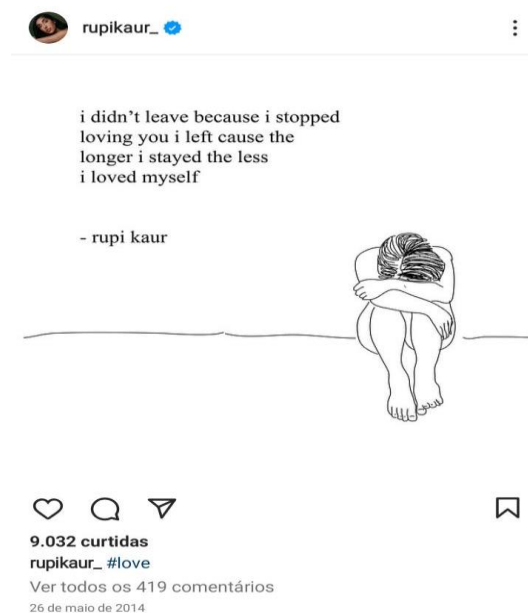 rupikaur_
i didn't leave because i stopped
loving you i left cause the
longer i stayed the less
i loved myself
- rupi kaur
9.032 curtidas
rupikaur_ #love
Ver todos os 419 comentários
26 de maio de 2014